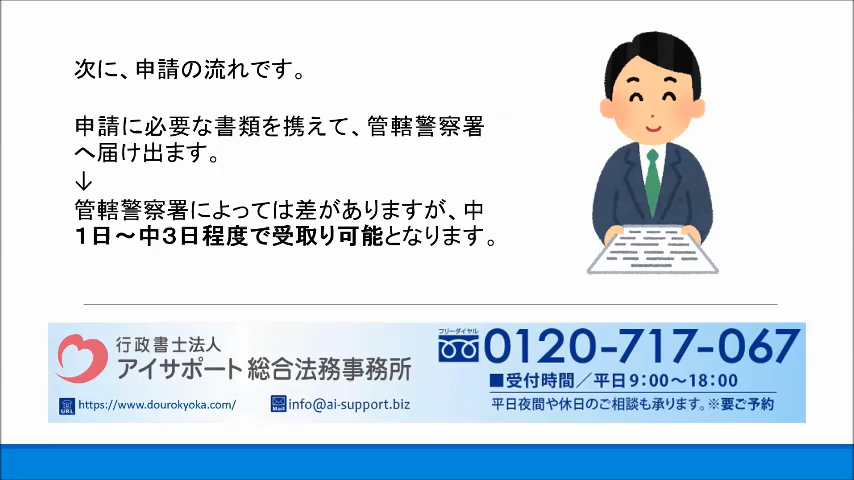 次に、申請の流れです。
申請に必要な書類を携えて、管轄警察署
へ届け出ます。
↓
管轄警察署によっては差がありますが、中
1日～中3日程度で受取り可能となります。
行政書士法人
アイサポート総合法務事務所
URL https://www.dourokyoka.com/
Mail info@ai-support.biz
フリーダイヤル
0120-717-067
■受付時間／平日9:00～18:00
平日夜間や休日のご相談も承ります。※要ご予約